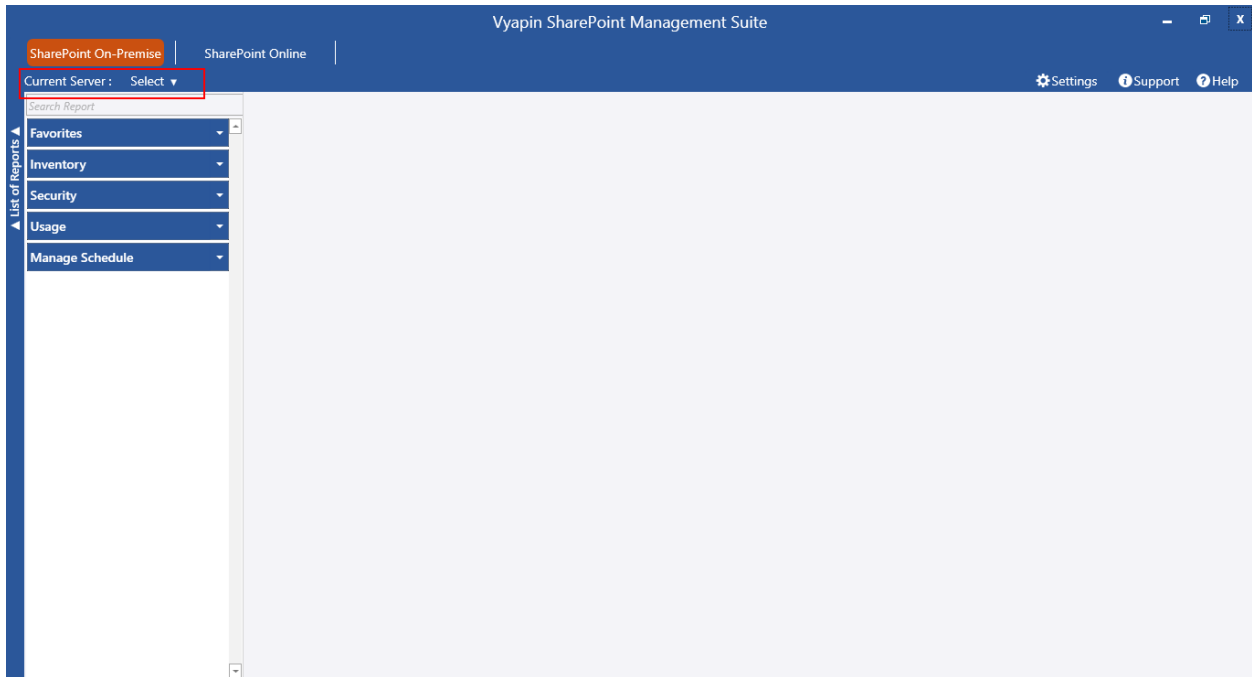 Vyapin SharePoint Management Suite
X
SharePoint On-Premise SharePoint Online
Current Server : Select ▼ Settings Support Help
Search Report
Favorites
Inventory
Security
Usage
Manage Schedule
◀ List of Reports ◀